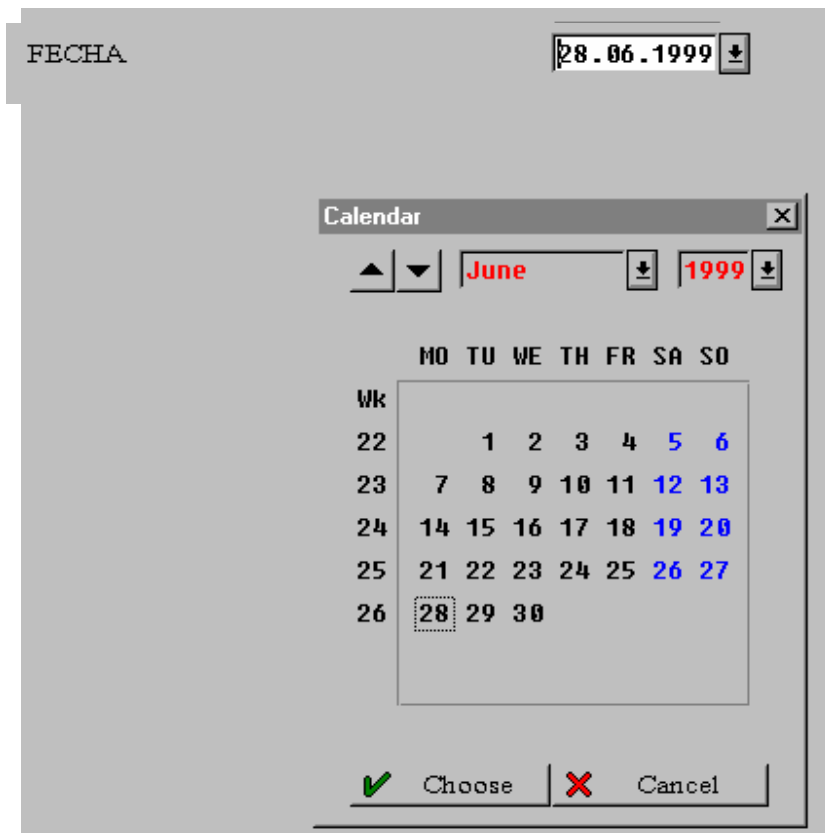 FECHA 28.06.1999
Calendar
June 1999
MO TU WE TH FR SA SO
Wk
22 1 2 3 4 5 6
23 7 8 9 10 11 12 13
24 14 15 16 17 18 19 20
25 21 22 23 24 25 26 27
26 28 29 30
Choose Cancel